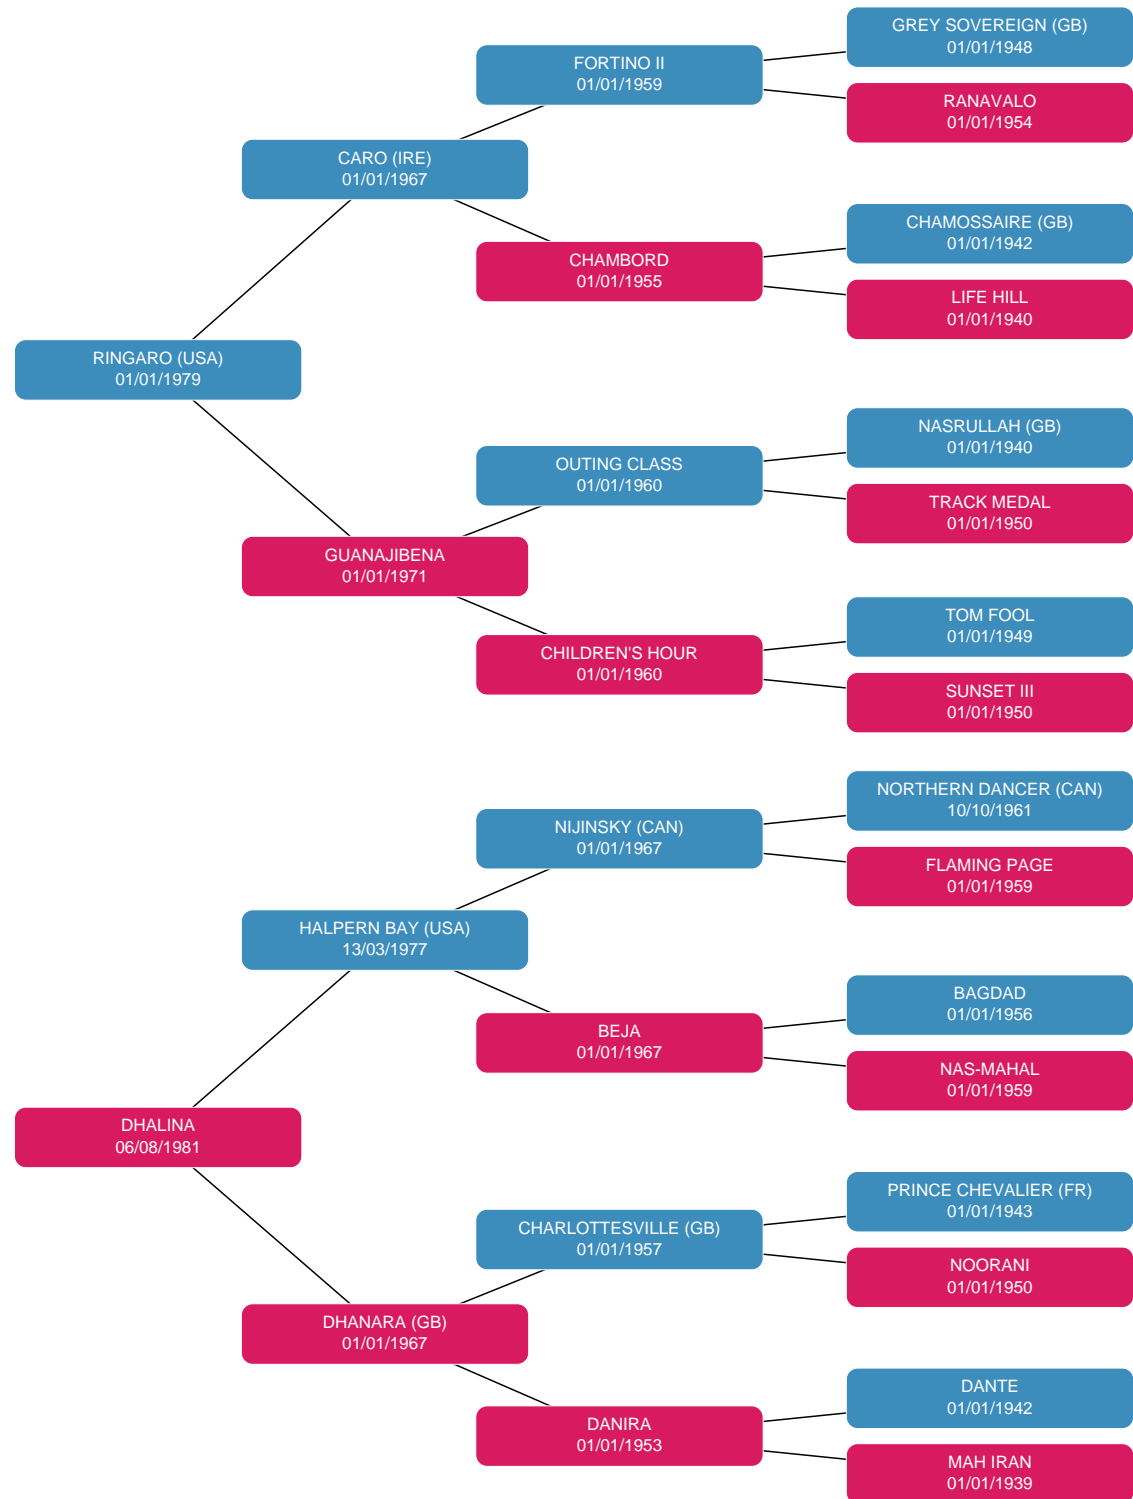 GREY SOVEREIGN (GB)
01/01/1948
FORTINO II
01/01/1959
RANAVALO
01/01/1954
CARO (IRE)
01/01/1967
CHAMOSSAIRE (GB)
01/01/1942
CHAMBORD
01/01/1955
LIFE HILL
01/01/1940
RINGARO (USA)
01/01/1979
NASRULLAH (GB)
01/01/1940
OUTING CLASS
01/01/1960
TRACK MEDAL
01/01/1950
GUANAJIBENA
01/01/1971
TOM FOOL
01/01/1949
CHILDREN'S HOUR
01/01/1960
SUNSET III
01/01/1950
NORTHERN DANCER (CAN)
10/10/1961
NIJINSKY (CAN)
01/01/1967
FLAMING PAGE
01/01/1959
HALPERN BAY (USA)
13/03/1977
BAGDAD
01/01/1956
BEJA
01/01/1967
NAS-MAHAL
01/01/1959
DHALINA
06/08/1981
PRINCE CHEVALIER (FR)
01/01/1943
CHARLOTTESVILLE (GB)
01/01/1957
NOORANI
01/01/1950
DHANARA (GB)
01/01/1967
DANTE
01/01/1942
DANIRA
01/01/1953
MAH IRAN
01/01/1939